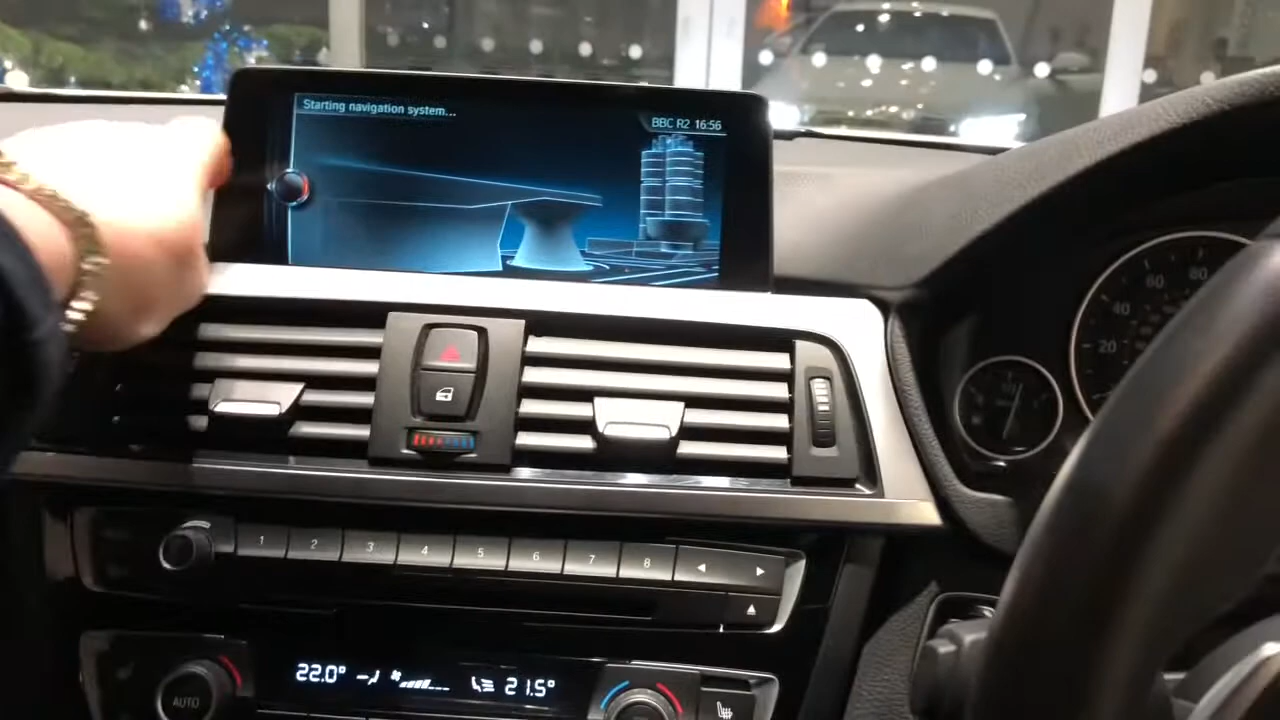 Starting navigation system...
BBC R2 16:56
60 80
40
20
1 2 3 4 5 6 7 8
22.0° 21.5°
AUTO